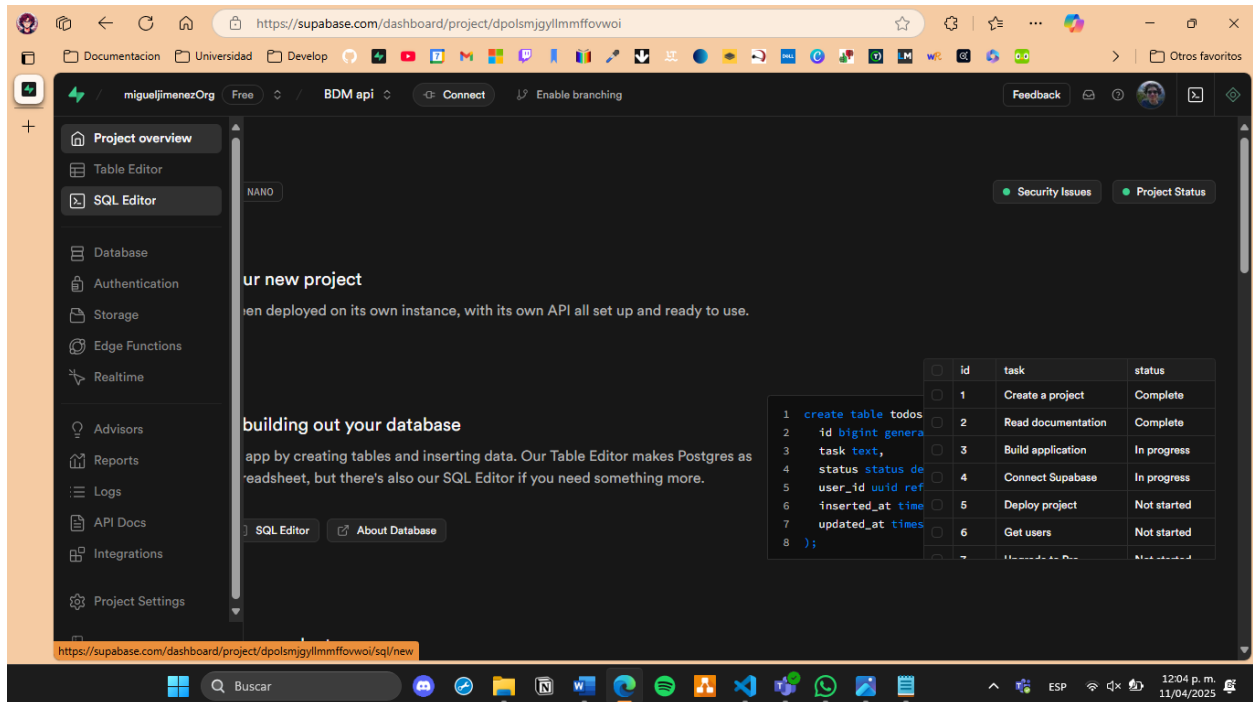 https://supabase.com/dashboard/project/dpolsmjgyllmmffovwoi
Documentacion Universidad Develop Otros favoritos
migueljimenezOrg Free / BDM api Connect Enable branching Feedback
Project overview
Table Editor
SQL Editor
Database
Authentication
Storage
Edge Functions
Realtime
Advisors
Reports
Logs
API Docs
Integrations
Project Settings
NANO
Security Issues
Project Status
ur new project
en deployed on its own instance, with its own API all set up and ready to use.
building out your database
app by creating tables and inserting data. Our Table Editor makes Postgres as
readsheet, but there's also our SQL Editor if you need something more.
SQL Editor About Database
1 create table todos
2 id bigint genera
3 task text,
4 status status de
5 user_id uuid ref
6 inserted_at time
7 updated_at times
8 );
id task status
1 Create a project Complete
2 Read documentation Complete
3 Build application In progress
4 Connect Supabase In progress
5 Deploy project Not started
6 Get users Not started
https://supabase.com/dashboard/project/dpolsmjgyllmmffovwoi/sql/new
Buscar
ESP
12:04 p. m.
11/04/2025